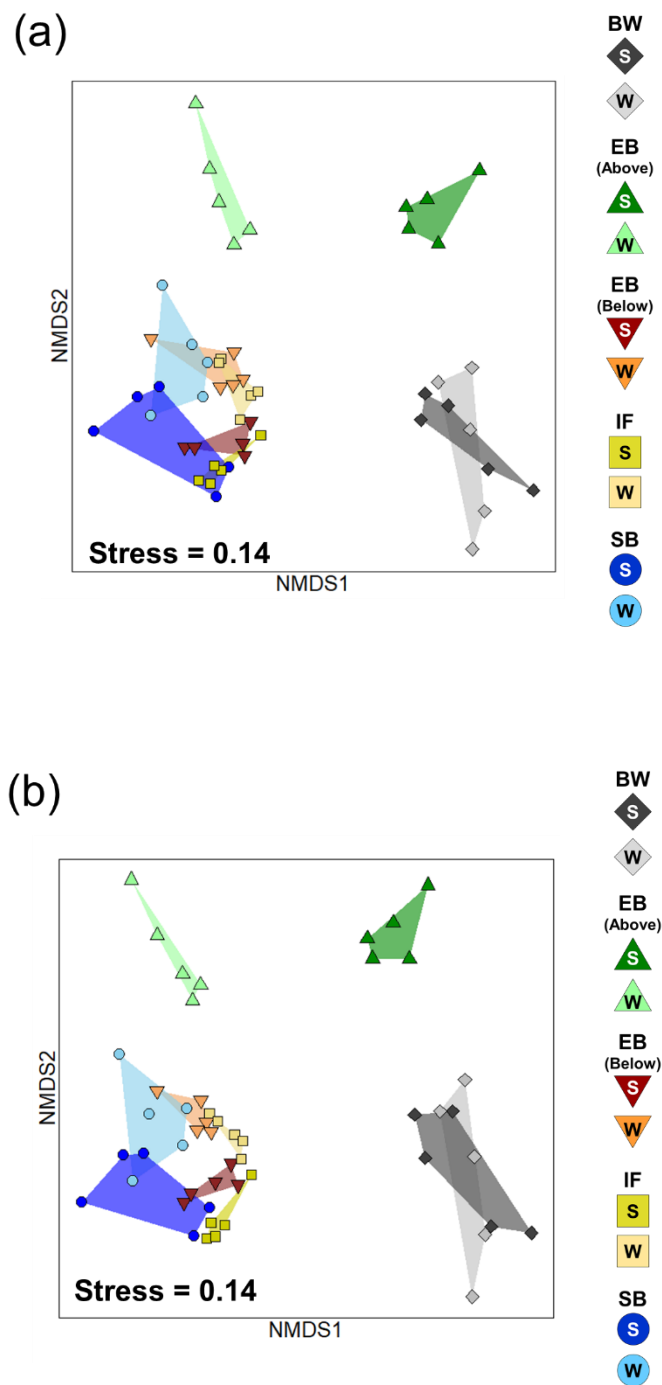 (a)
BW
S
W
EB
(Above)
S
W
EB
(Below)
S
W
IF
S
W
SB
S
W
NMDS2
Stress = 0.14
NMDS1
(b)
BW
S
W
EB
(Above)
S
W
EB
(Below)
S
W
IF
S
W
SB
S
W
NMDS2
Stress = 0.14
NMDS1